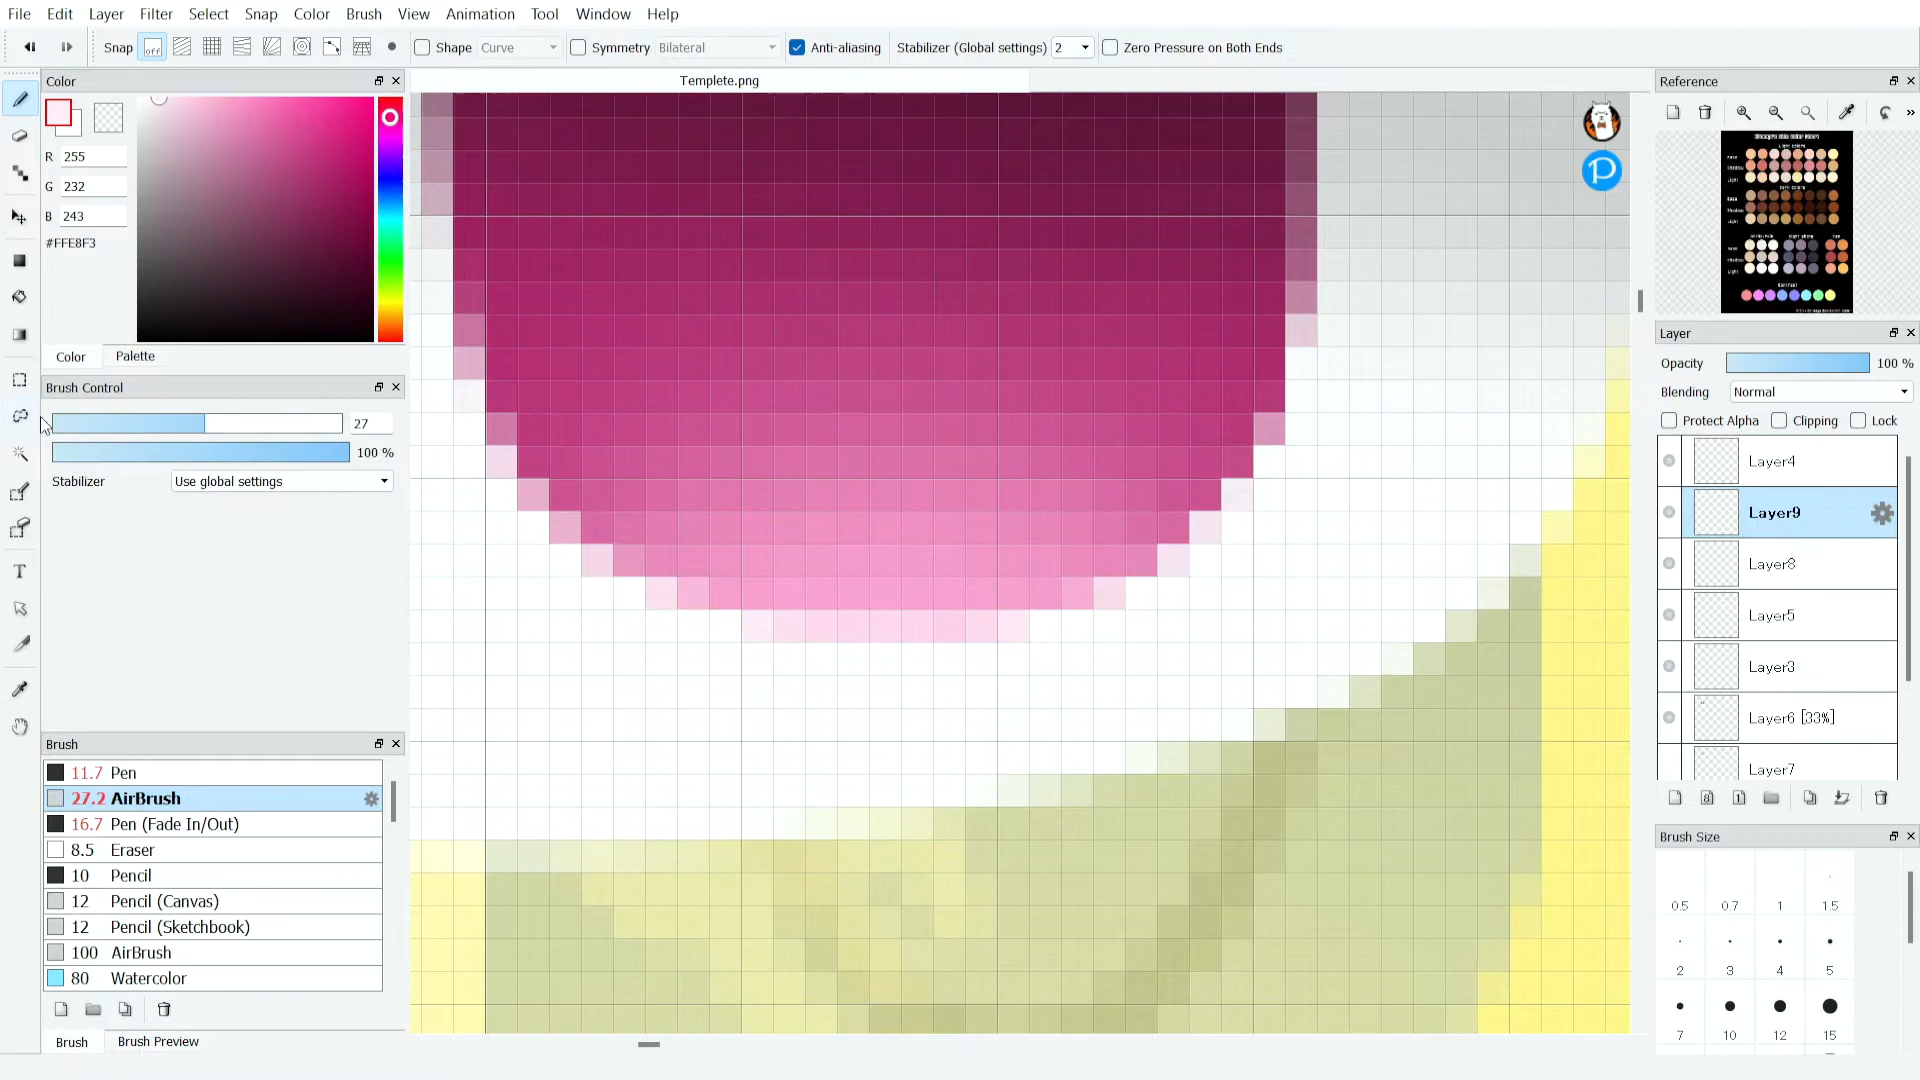 File Edit Layer Filter Select Snap Color Brush View Animation Tool Window Help
Snap off Shape Curve Symmetry Bilateral Anti-aliasing Stabilizer (Global settings) 2 Zero Pressure on Both Ends
Color
Templete.png
Reference
R 255
G 232
B 243
#FFE8F3
Color Palette
Brush Control
27
100 %
Stabilizer Use global settings
Brush
11.7 Pen
27.2 AirBrush
16.7 Pen (Fade In/Out)
8.5 Eraser
10 Pencil
12 Pencil (Canvas)
12 Pencil (Sketchbook)
100 AirBrush
80 Watercolor
Brush Brush Preview
Layer
Opacity 100 %
Blending Normal
Protect Alpha Clipping Lock
Layer4
Layer9
Layer8
Layer5
Layer3
Layer6 [33%]
Layer7
Brush Size
0.5 0.7 1 1.5
2 3 4 5
7 10 12 15